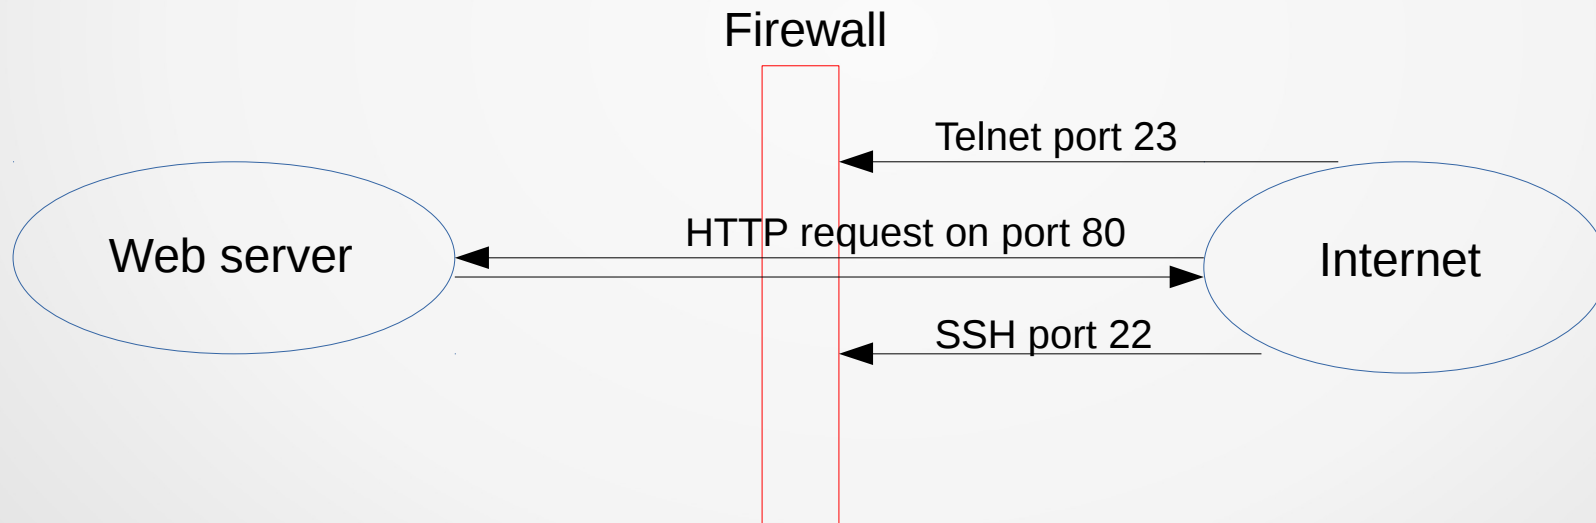 Firewall
Telnet port 23
HTTP request on port 80
Web server
Internet
SSH port 22